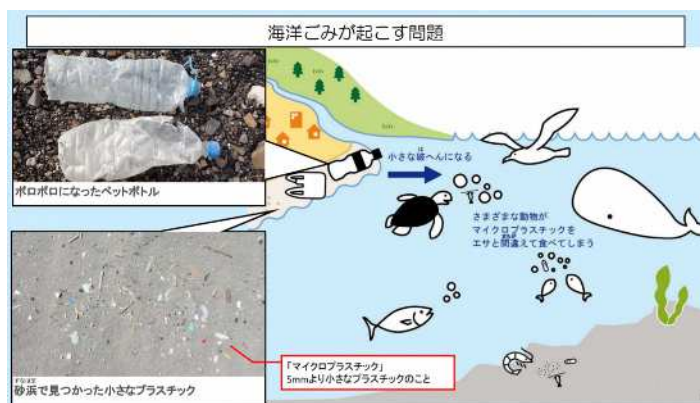 海洋ごみが起こす問題
ボロボロになったペットボトル
小さな破へんになる
さまざまな動物が
マイクロプラスチックを
エサと間違えて食べてしまう
「マイクロプラスチック」
5mmより小さなプラスチックのこと
砂浜で見つかった小さなプラスチック